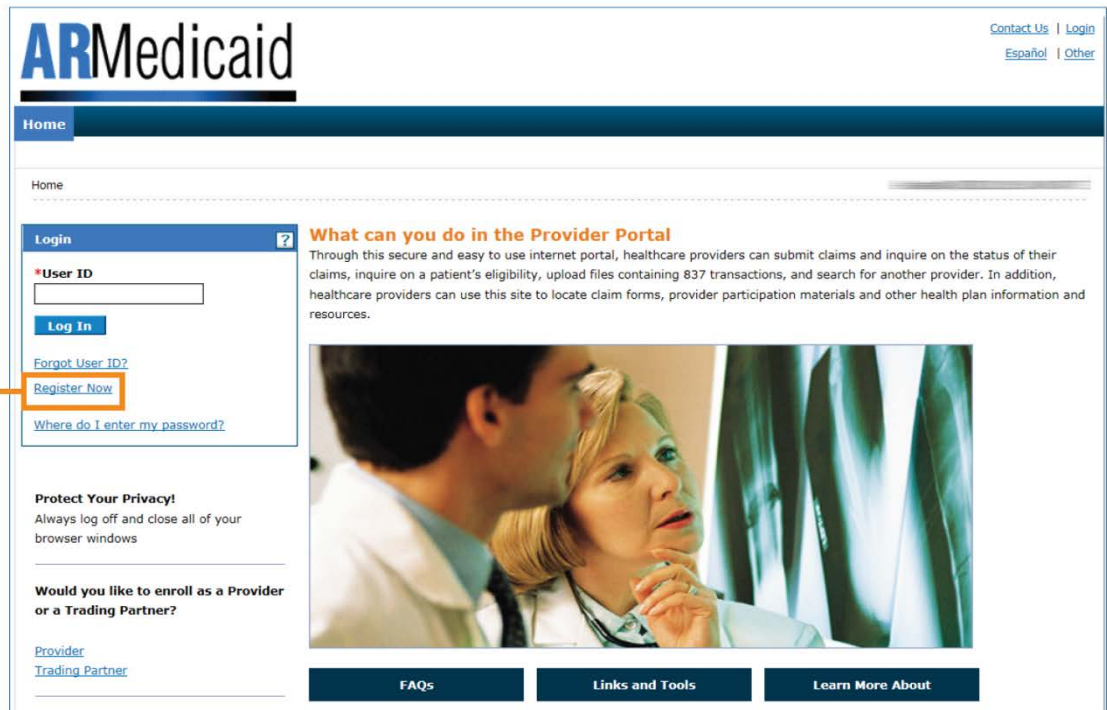 ARMedicaid
Contact Us | Login
Español | Other
Home
Home
Login ?
*User ID
Log In
Forgot User ID?
Register Now
Where do I enter my password?
Protect Your Privacy!
Always log off and close all of your
browser windows
Would you like to enroll as a Provider
or a Trading Partner?
Provider
Trading Partner
What can you do in the Provider Portal
Through this secure and easy to use internet portal, healthcare providers can submit claims and inquire on the status of their
claims, inquire on a patient's eligibility, upload files containing 837 transactions, and search for another provider. In addition,
healthcare providers can use this site to locate claim forms, provider participation materials and other health plan information and
resources.
FAQs
Links and Tools
Learn More About